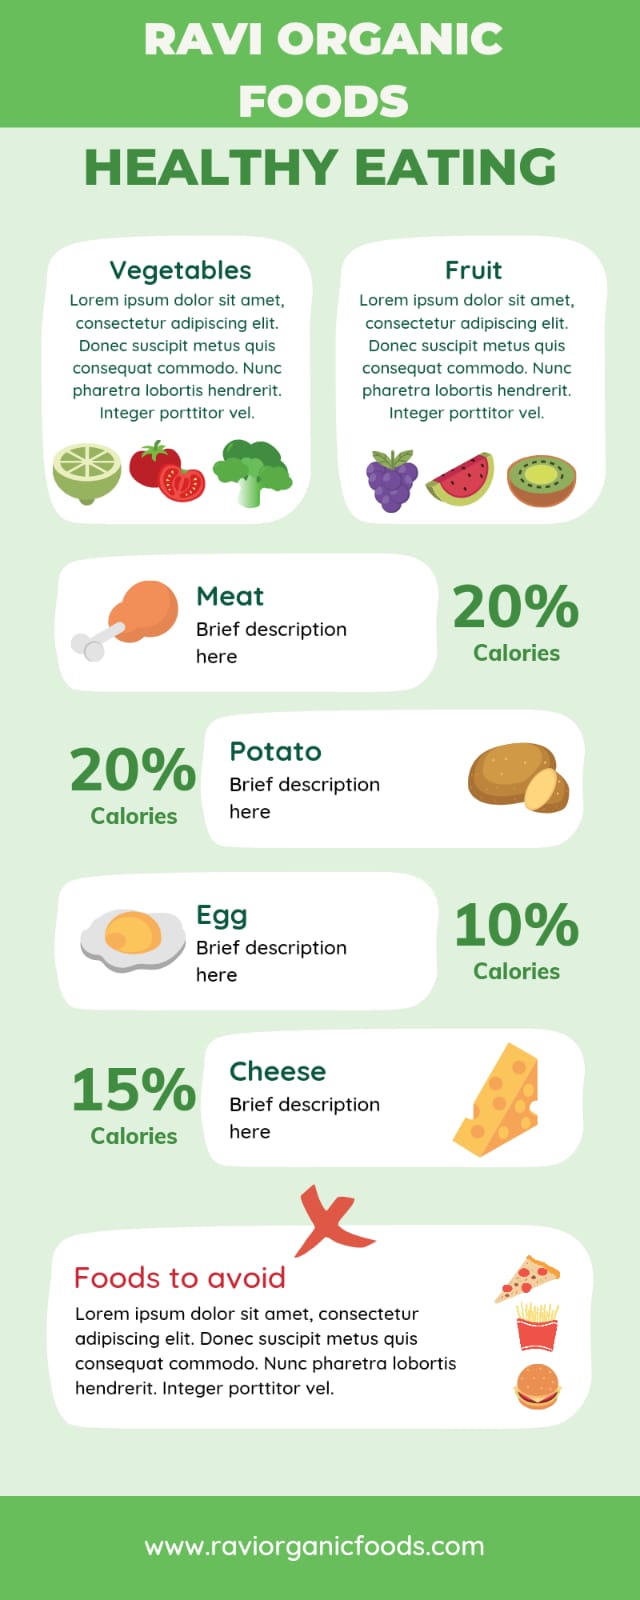 RAVI ORGANIC
FOODS
HEALTHY EATING
Vegetables
Lorem ipsum dolor sit amet,
consectetur adipiscing elit.
Donec suscipit metus quis
consequat commodo. Nunc
pharetra lobortis hendrerit.
Integer porttitor vel.
Fruit
Lorem ipsum dolor sit amet,
consectetur adipiscing elit.
Donec suscipit metus quis
consequat commodo. Nunc
pharetra lobortis hendrerit.
Integer porttitor vel.
Meat
Brief description
here
20%
Calories
20%
Calories
Potato
Brief description
here
Egg
Brief description
here
10%
Calories
15%
Calories
Cheese
Brief description
here
Foods to avoid
Lorem ipsum dolor sit amet, consectetur
adipiscing elit. Donec suscipit metus quis
consequat commodo. Nunc pharetra lobortis
hendrerit. Integer porttitor vel.
www.raviorganicfoods.com